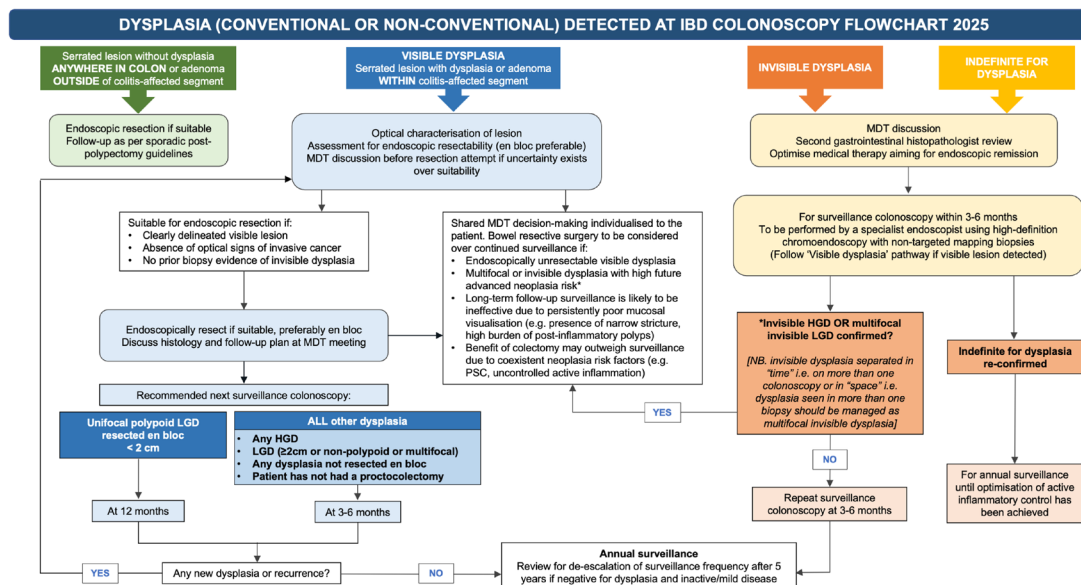 DYSPLASIA (CONVENTIONAL OR NON-CONVENTIONAL) DETECTED AT IBD COLONOSCOPY FLOWCHART 2025
Serrated lesion without dysplasia
ANYWHERE IN COLON or adenoma
OUTSIDE of colitis-affected segment
VISIBLE DYSPLASIA
Serrated lesion with dysplasia or adenoma
WITHIN colitis-affected segment
INVISIBLE DYSPLASIA
INDEFINITE FOR
DYSPLASIA
Endoscopic resection if suitable
Follow-up as per sporadic post-
polypectomy guidelines
Optical characterisation of lesion
Assessment for endoscopic resectability (en bloc preferable)
MDT discussion before resection attempt if uncertainty exists
over suitability
MDT discussion
Second gastrointestinal histopathologist review
Optimise medical therapy aiming for endoscopic remission
Suitable for endoscopic resection if:
• Clearly delineated visible lesion
• Absence of optical signs of invasive cancer
• No prior biopsy evidence of invisible dysplasia
Shared MDT decision-making individualised to the
patient. Bowel resective surgery to be considered
over continued surveillance if:
• Endoscopically unresectable visible dysplasia
• Multifocal or invisible dysplasia with high future
advanced neoplasia risk*
• Long-term follow-up surveillance is likely to be
ineffective due to persistently poor mucosal
visualisation (e.g. presence of narrow stricture,
high burden of post-inflammatory polyps)
• Benefit of colectomy may outweigh surveillance
due to coexistent neoplasia risk factors (e.g.
PSC, uncontrolled active inflammation)
For surveillance colonoscopy within 3-6 months
To be performed by a specialist endoscopist using high-definition
chromoendoscopy with non-targeted mapping biopsies
(Follow 'Visible dysplasia' pathway if visible lesion detected)
Endoscopically resect if suitable, preferably en bloc
Discuss histology and follow-up plan at MDT meeting
*Invisible HGD OR multifocal
invisible LGD confirmed?
[NB. invisible dysplasia separated in
"time" i.e. on more than one
colonoscopy or in "space" i.e.
dysplasia seen in more than one
biopsy should be managed as
multifocal invisible dysplasia]
Indefinite for dysplasia
re-confirmed
Recommended next surveillance colonoscopy:
YES
Unifocal polypoid LGD
resected en bloc
< 2 cm
ALL other dysplasia
• Any HGD
• LGD (≥2cm or non-polypoid or multifocal)
• Any dysplasia not resected en bloc
• Patient has not had a proctocolectomy
NO
At 12 months
At 3-6 months
Repeat surveillance
colonoscopy at 3-6 months
For annual surveillance
until optimisation of active
inflammatory control has
been achieved
YES
Any new dysplasia or recurrence?
NO
Annual surveillance
Review for de-escalation of surveillance frequency after 5
years if negative for dysplasia and inactive/mild disease